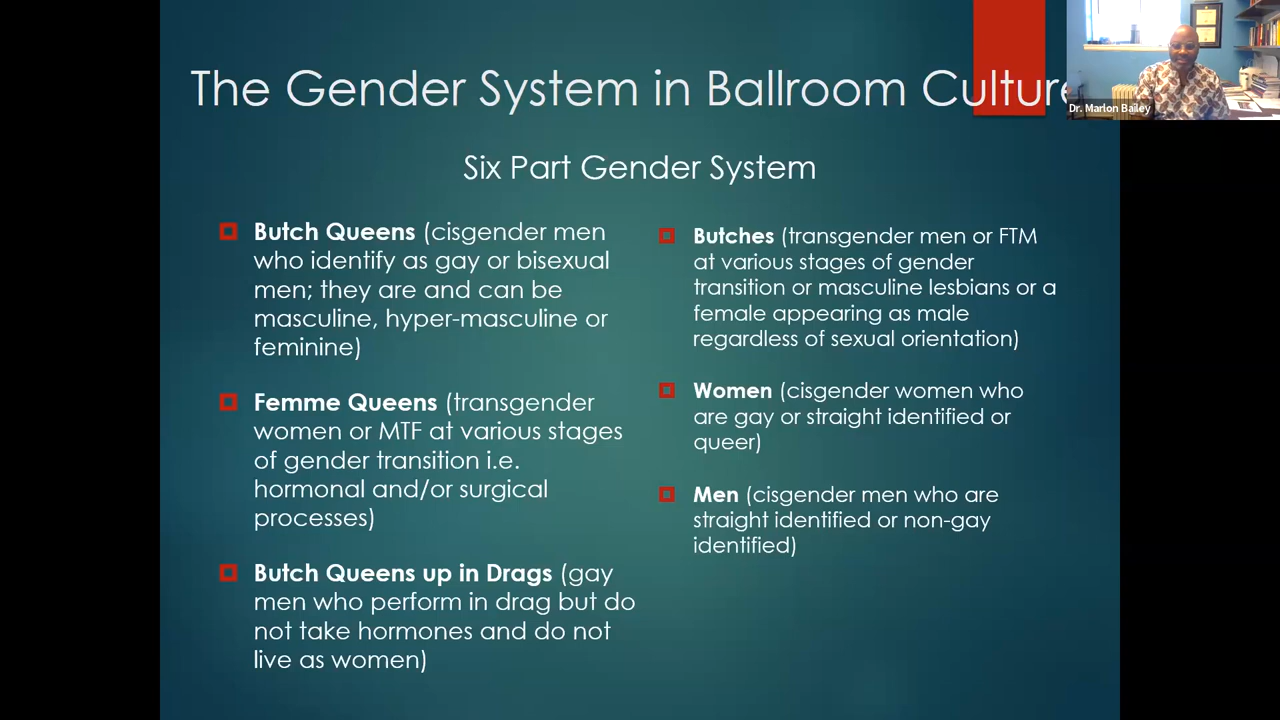 The Gender System in Ballroom Culture
Dr. Marlon Bailey
Six Part Gender System
Butch Queens (cisgender men
who identify as gay or bisexual
men; they are and can be
masculine, hyper-masculine or
feminine)
Femme Queens (transgender
women or MTF at various stages
of gender transition i.e.
hormonal and/or surgical
processes)
Butch Queens up in Drags (gay
men who perform in drag but do
not take hormones and do not
live as women)
Butches (transgender men or FTM
at various stages of gender
transition or masculine lesbians or a
female appearing as male
regardless of sexual orientation)
Women (cisgender women who
are gay or straight identified or
queer)
Men (cisgender men who are
straight identified or non-gay
identified)